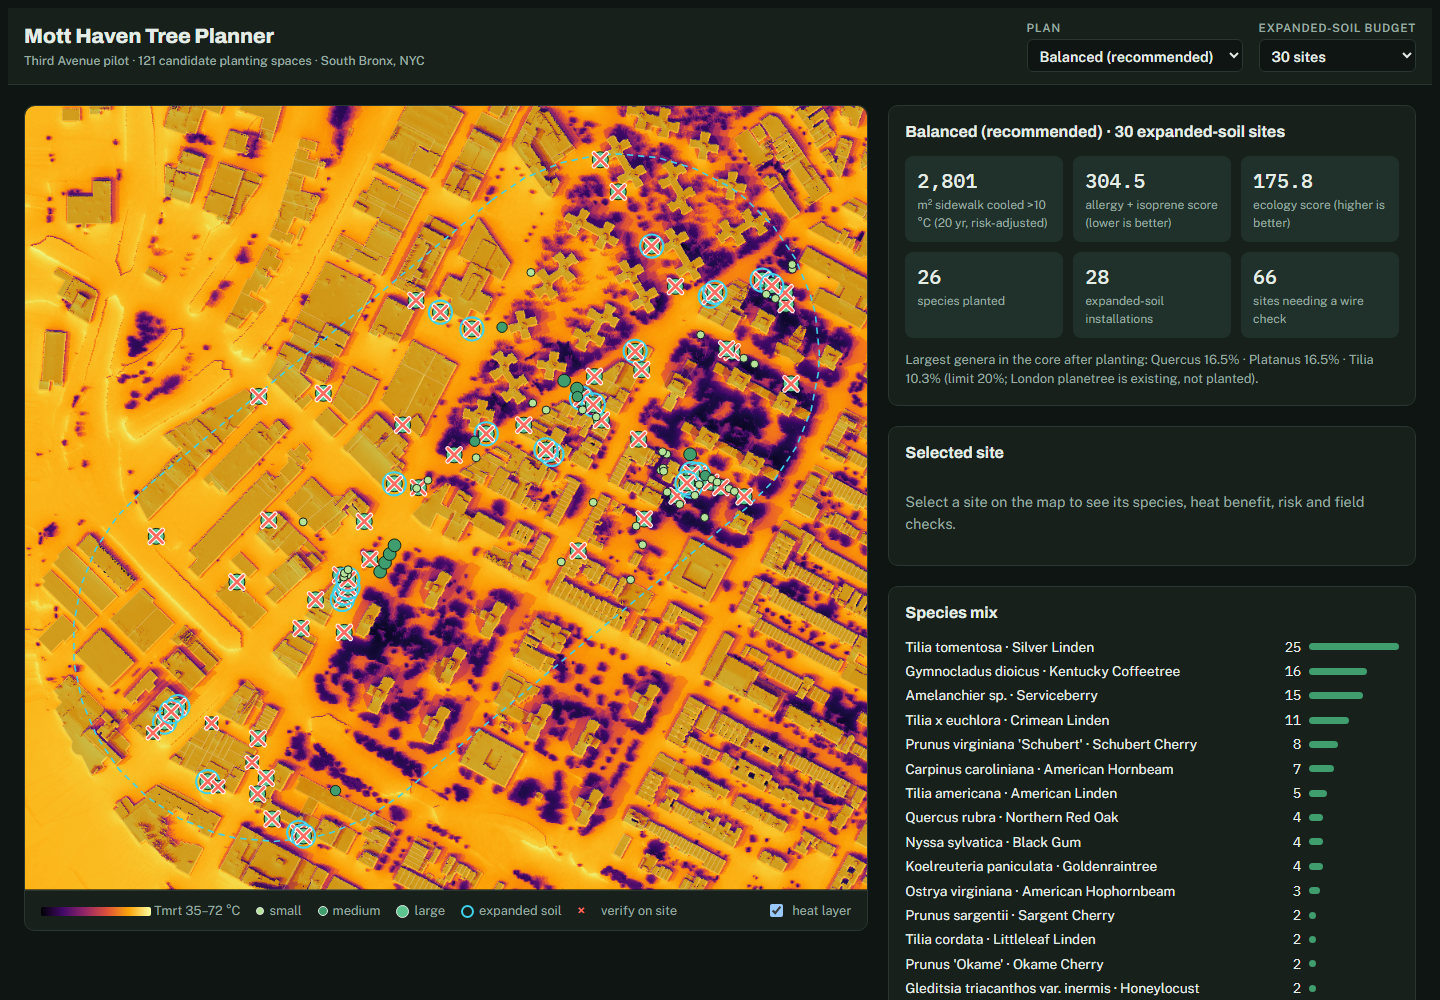 Mott Haven Tree Planner
Third Avenue pilot · 121 candidate planting spaces · South Bronx, NYC
PLAN
Balanced (recommended)
EXPANDED-SOIL BUDGET
30 sites
Balanced (recommended) · 30 expanded-soil sites
2,801
m² sidewalk cooled >10
°C (20 yr, risk-adjusted)
304.5
allergy + isoprene score
(lower is better)
175.8
ecology score (higher is
better)
26
species planted
28
expanded-soil
installations
66
sites needing a wire
check
Largest genera in the core after planting: Quercus 16.5% · Platanus 16.5% · Tilia
10.3% (limit 20%; London planetree is existing, not planted).
Selected site
Select a site on the map to see its species, heat benefit, risk and field
checks.
Species mix
Tilia tomentosa · Silver Linden 25
Gymnocladus dioicus · Kentucky Coffeetree 16
Amelanchier sp. · Serviceberry 15
Tilia x euchlora · Crimean Linden 11
Prunus virginiana 'Schubert' · Schubert Cherry 8
Carpinus caroliniana · American Hornbeam 7
Tilia americana · American Linden 5
Quercus rubra · Northern Red Oak 4
Nyssa sylvatica · Black Gum 4
Koelreuteria paniculata · Goldenraintree 4
Ostrya virginiana · American Hophornbeam 3
Prunus sargentii · Sargent Cherry 2
Tilia cordata · Littleleaf Linden 2
Prunus 'Okame' · Okame Cherry 2
Gleditsia triacanthos var. inermis · Honeylocust 2
Tmrt 35–72 °C small medium large expanded soil verify on site heat layer